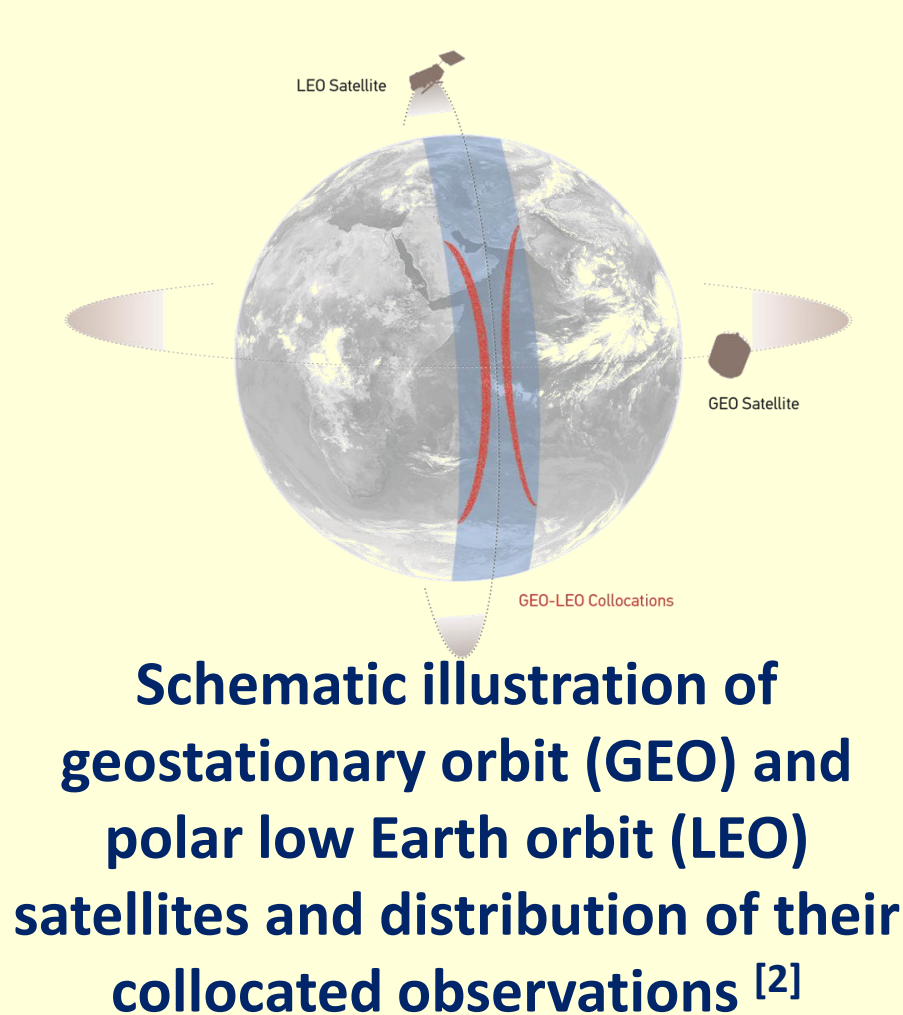 LEO Satellite
GEO Satellite
GEO-LEO Collocations
Schematic illustration of
geostationary orbit (GEO) and
polar low Earth orbit (LEO)
satellites and distribution of their
collocated observations [2]